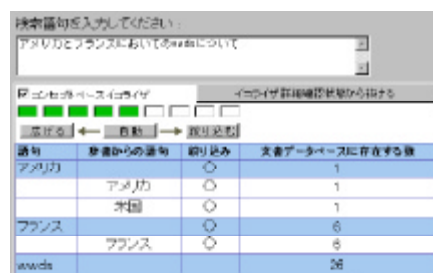 検索語句を入力してください:
アメリカとフランスにおいてのwwdsについて
コンセプトベースイコライザ
イコライザ詳細確認状態から抜ける
広げる ← 自動 → 絞り込む
語句 辞書からの語句 絞り込み 文書データベースに存在する数
アメリカ ○ 1
アメリカ ○ 1
米国 ○ 1
フランス ○ 6
フランス ○ 6
wwds 26